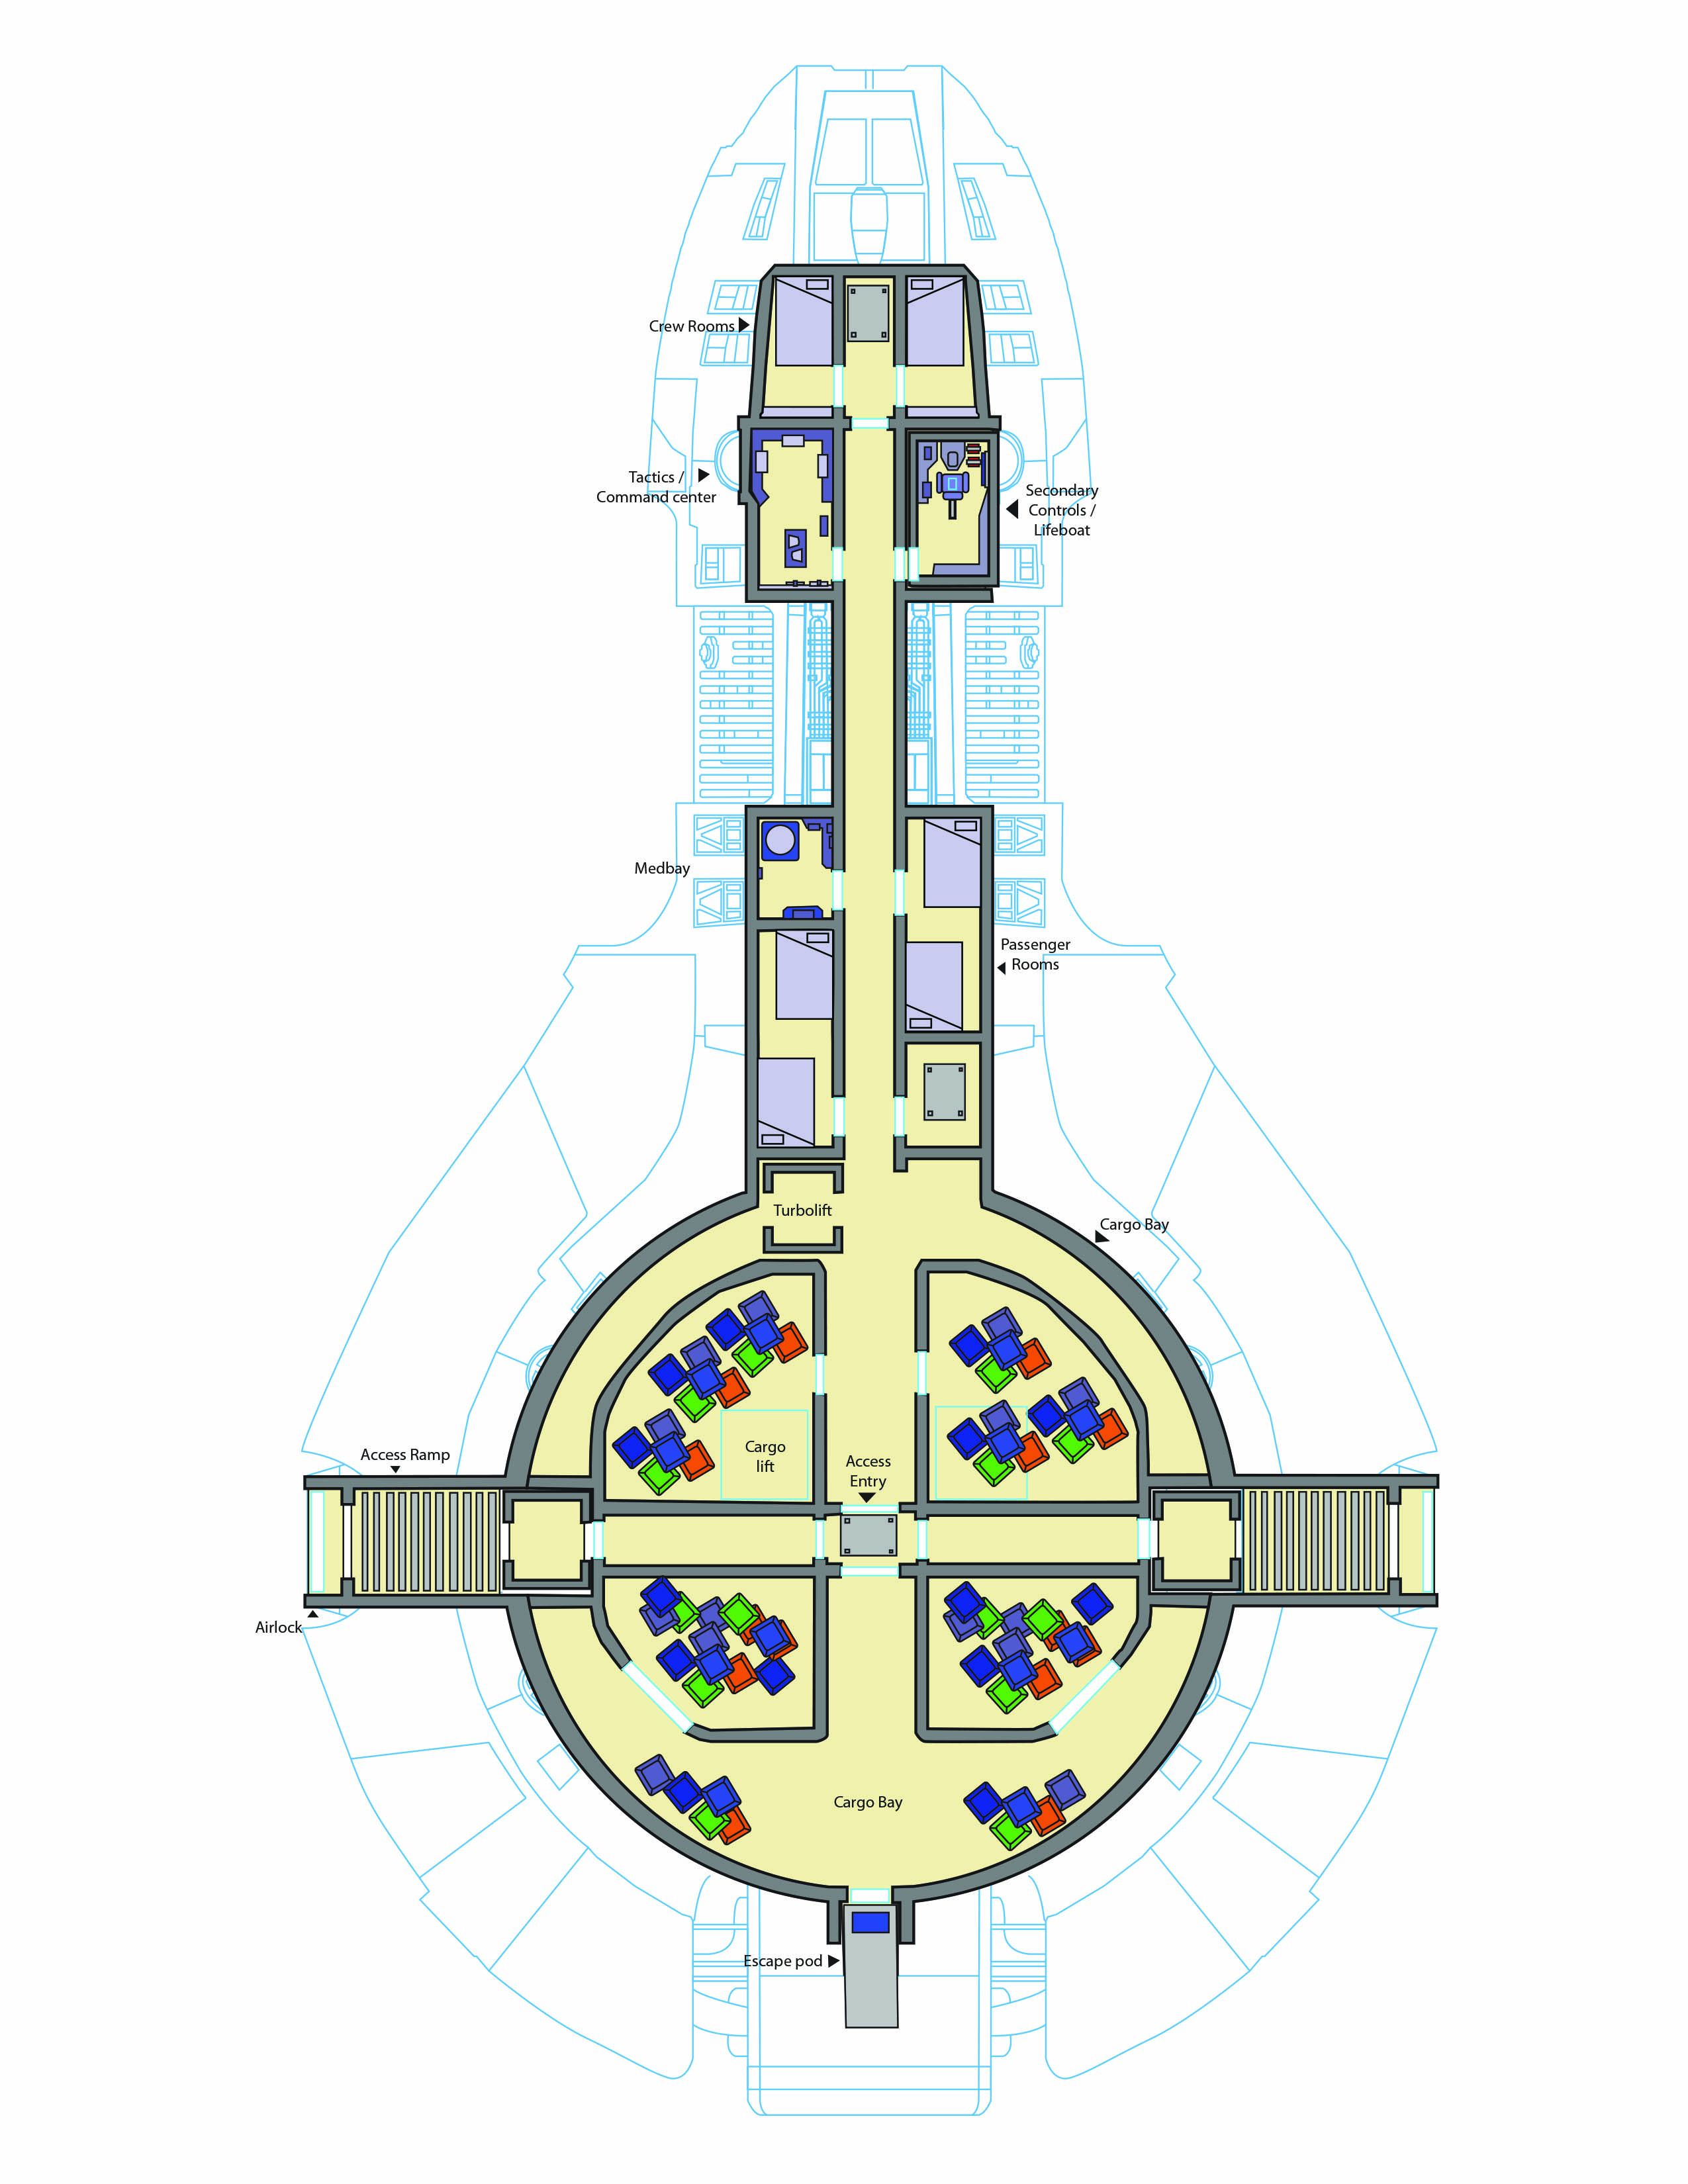 Crew Rooms
Tactics /
Command center
Secondary
Controls /
Lifeboat
Medbay
Passenger
Rooms
Turbolift
Cargo Bay
Access Ramp
Cargo
lift
Access
Entry
Airlock
Cargo Bay
Escape pod